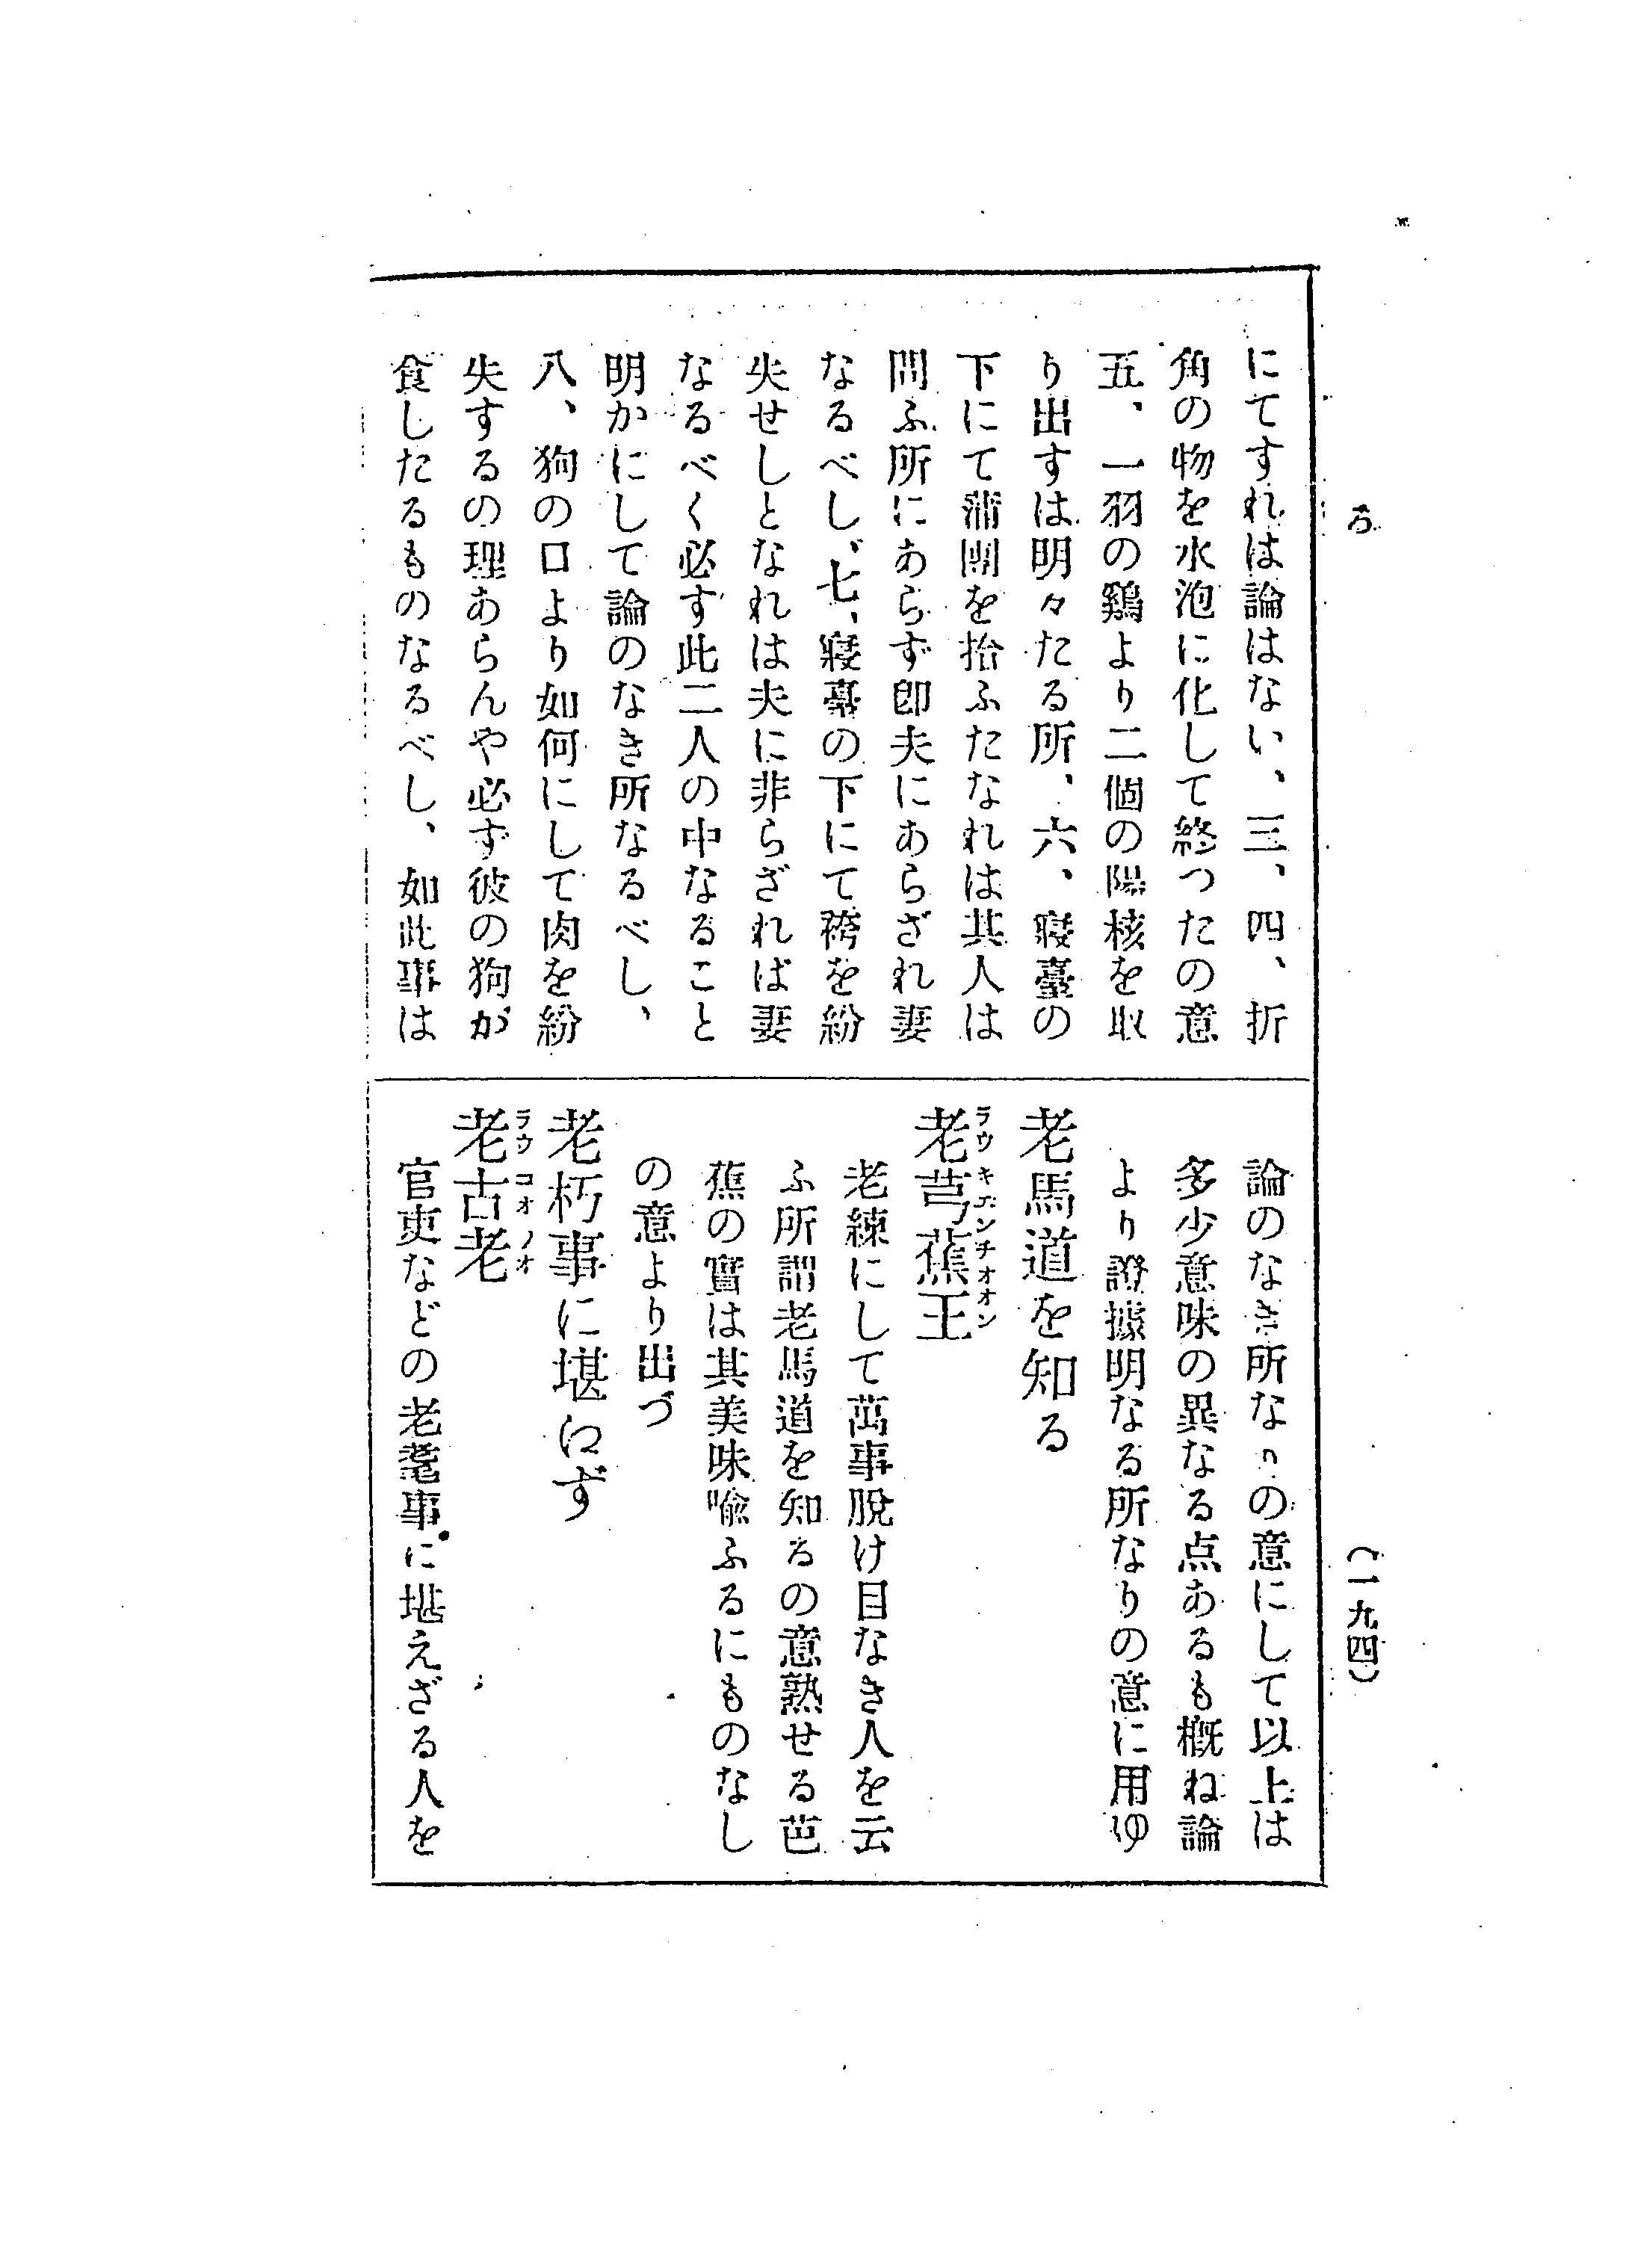 ろ
(一九四)
にてすれは論はない、三、四、折
角の物を水泡に化して終つたの意
五、一羽の鷄より二個の陽核を取
り出すは明々たる所、六、寢臺の
下にて蒲團を拾ふたなれは其人は
問ふ所にあらず卽夫にあらざれ妻
なるべし、七、寢臺の下にて袴を紛
失せしとなれは夫に非らざれば妻
なるべく必す此二人の中なること
明かにして論のなき所なるべし、
八、狗の口より如何にして肉を紛
失するの理あらんや必ず彼の狗が
食したるものなるべし、如此事は
論のなき所なりの意にして以上は
多少意味の異なる点あるも概ね論
より證據明なる所なりの意に用ゆ
老馬道を知る
老芎蕉王
ラウキエンチオオン
老練にして萬事脫け目なき人を云
ふ所謂老馬道を知るの意熟せる芭
蕉の實は其美味喩ふるにものなし
の意より出づ
老朽事に堪はず
老古老
ラウコオノオ
官吏などの老耄事に堪えざる人を